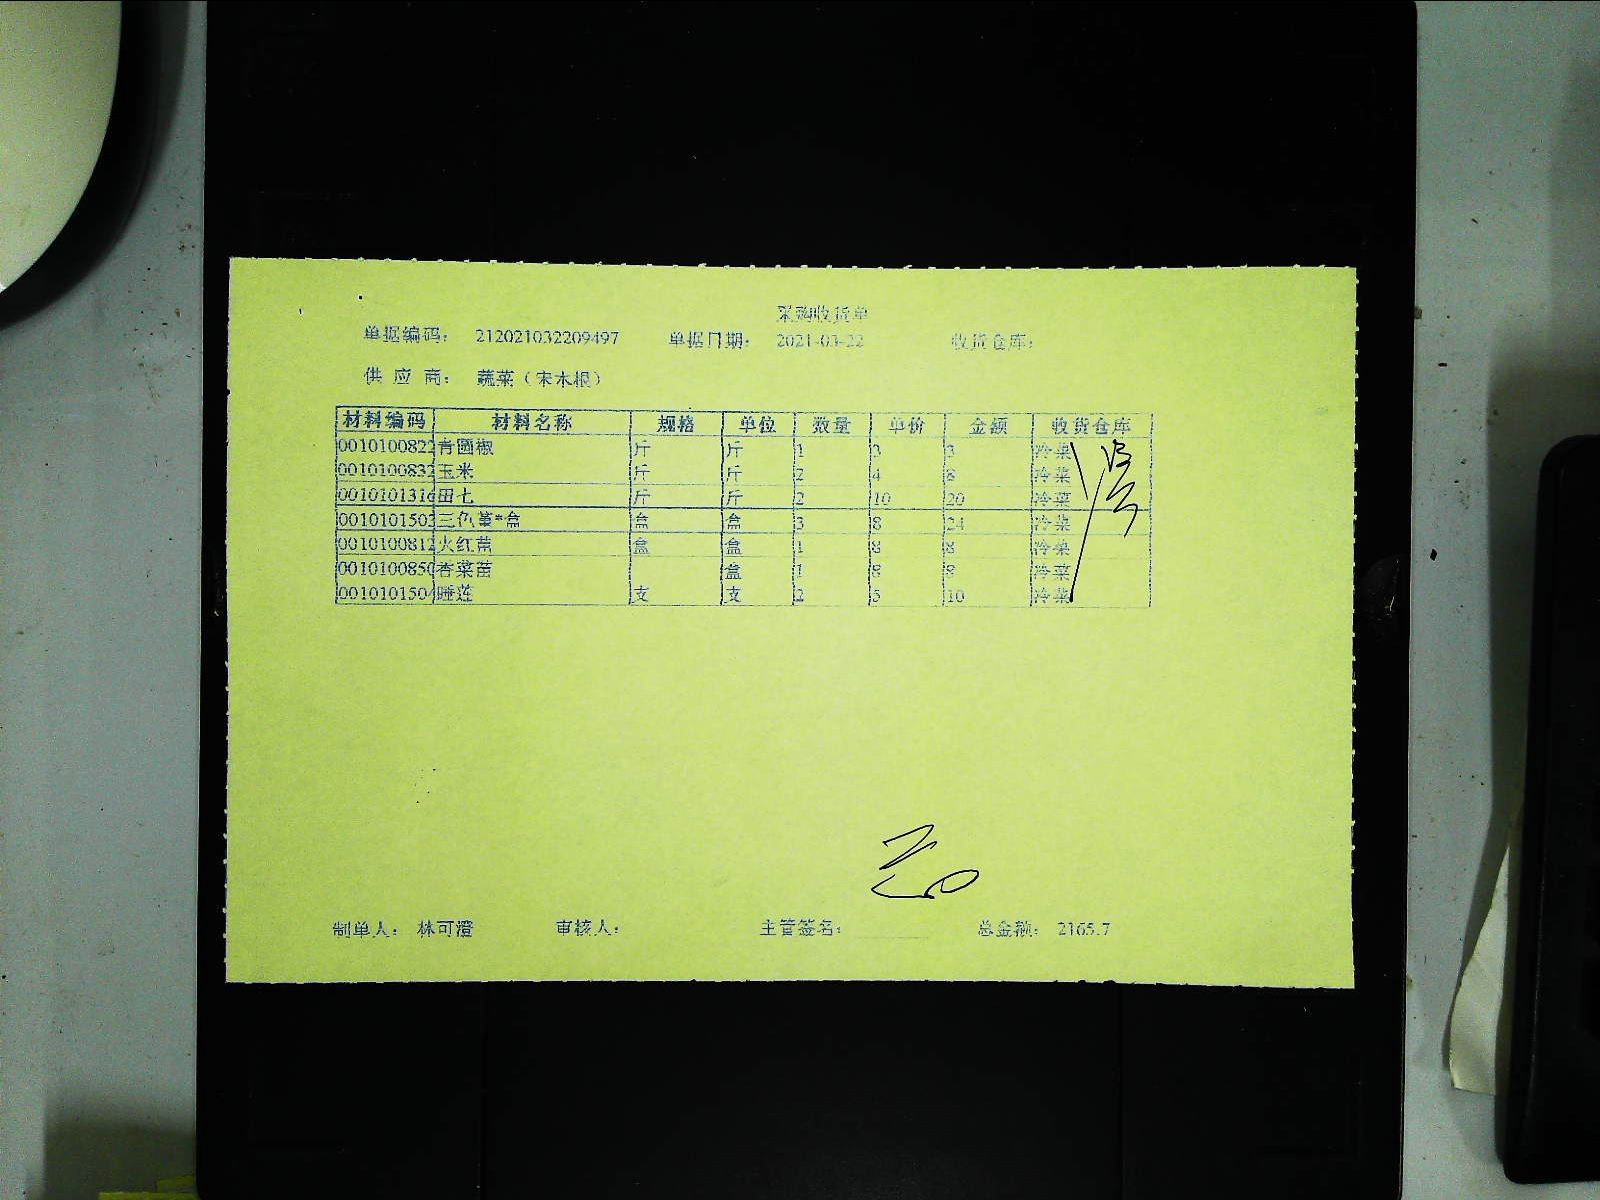 采购收货单
单据编码: 212021032209497 单据日期: 2021-03-22 收货仓库:
供 应 商: 蔬菜(宋木根)
材料编码 材料名称 规格 单位 数量 单价 金额 收货仓库
0010100822 青圆椒 斤 斤 1 3 3 冷菜
0010100832 玉米 斤 斤 2 4 8 冷菜
001010131 田七 斤 斤 2 10 20 冷菜
0010101503 三色堇*盒 盒 盒 3 8 24 冷菜
001010081 火红苗 盒 盒 1 8 8 冷菜
001010085 香菜苗 盒 1 8 8 冷菜
001010150 睡莲 支 支 2 5 10 冷菜
制单人: 林可澄 审核人: 主管签名: 总金额: 2165.7